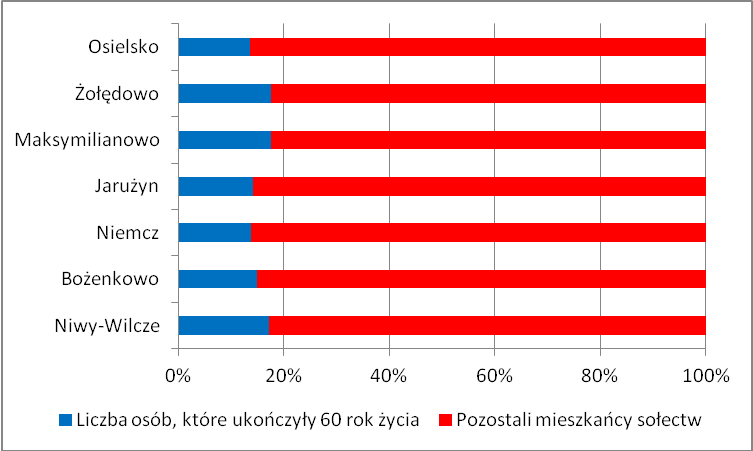 Osielsko
Żołędowo
Maksymilianowo
Jarużyn
Niemcz
Bożenkowo
Niwy-Wilcze
0% 20% 40% 60% 80% 100%
Liczba osób, które ukończyły 60 rok życia Pozostali mieszkańcy sołectw